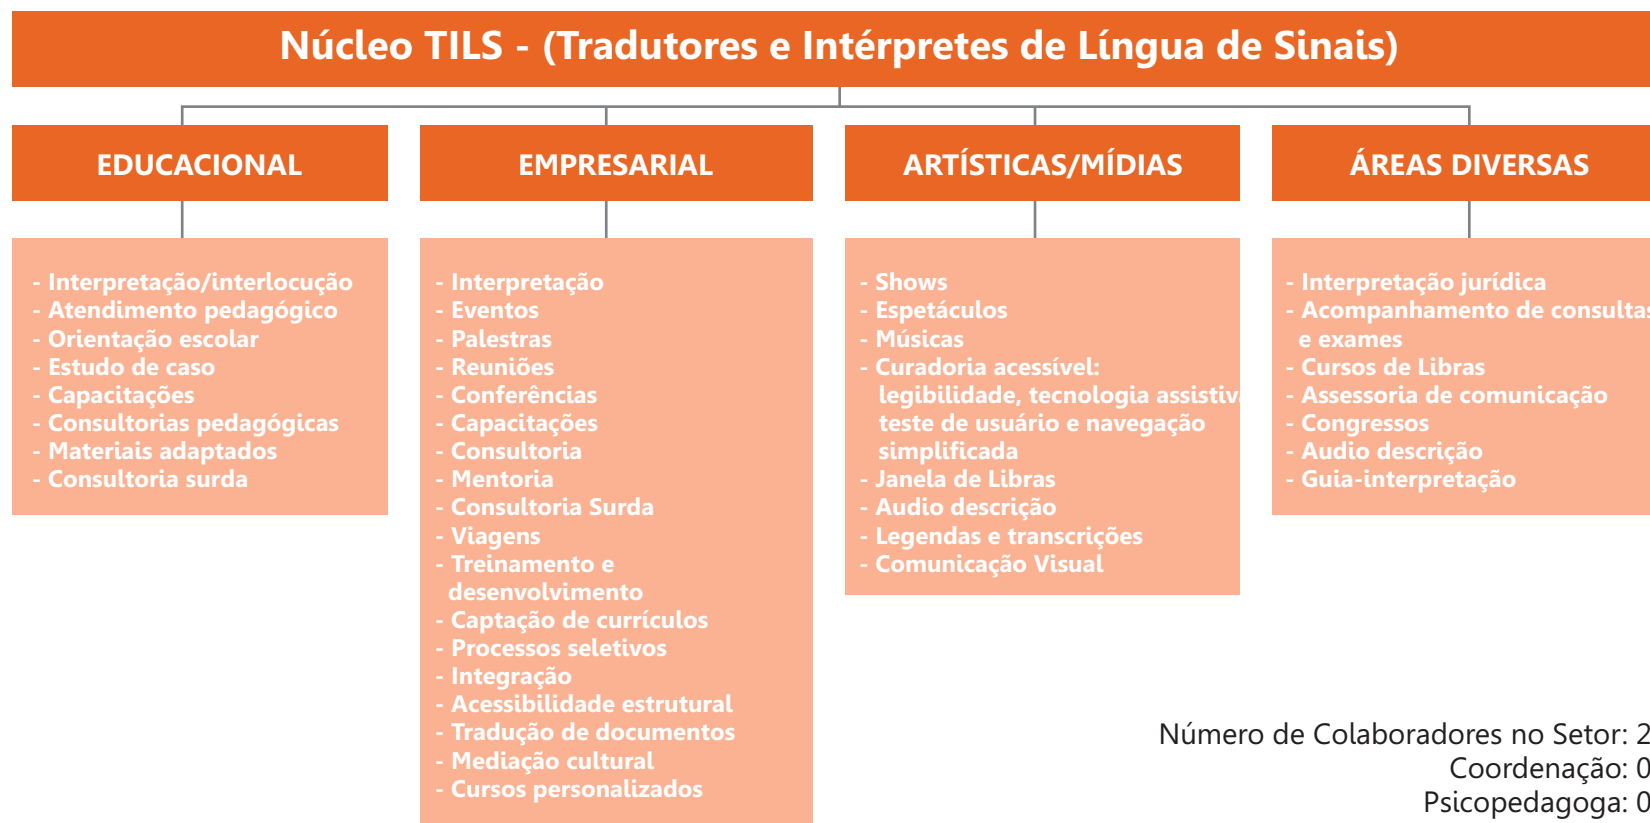 Núcleo TILS - (Tradutores e Intérpretes de Língua de Sinais)
EDUCACIONAL
- Interpretação/interlocução
- Atendimento pedagógico
- Orientação escolar
- Estudo de caso
- Capacitações
- Consultorias pedagógicas
- Materiais adaptados
- Consultoria surda
EMPRESARIAL
- Interpretação
- Eventos
- Palestras
- Reuniões
- Conferências
- Capacitações
- Consultoria
- Mentoria
- Consultoria Surda
- Viagens
- Treinamento e
desenvolvimento
- Captação de currículos
- Processos seletivos
- Integração
- Acessibilidade estrutural
- Tradução de documentos
- Mediação cultural
- Cursos personalizados
ARTÍSTICAS/MÍDIAS
- Shows
- Espetáculos
- Músicas
- Curadoria acessível:
legibilidade, tecnologia assistiva
teste de usuário e navegação
simplificada
- Janela de Libras
- Audio descrição
- Legendas e transcrições
- Comunicação Visual
ÁREAS DIVERSAS
- Interpretação jurídica
- Acompanhamento de consultas
e exames
- Cursos de Libras
- Assessoria de comunicação
- Congressos
- Audio descrição
- Guia-interpretação
Número de Colaboradores no Setor: 2
Coordenação: 0
Psicopedagoga: 0